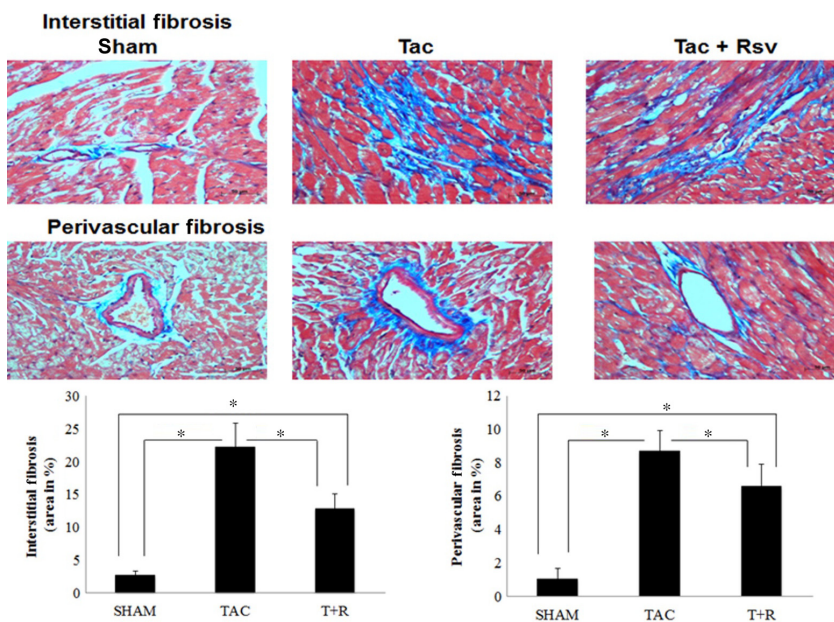 Interstitial fibrosis
Sham Tac Tac + Rsv
Perivascular fibrosis
Interstitial fibrosis
(area in %)
30
25
20
15
10
5
0
* * *
SHAM TAC T+R
Perivascular fibrosis
(area in %)
12
10
8
6
4
2
0
* * *
SHAM TAC T+R